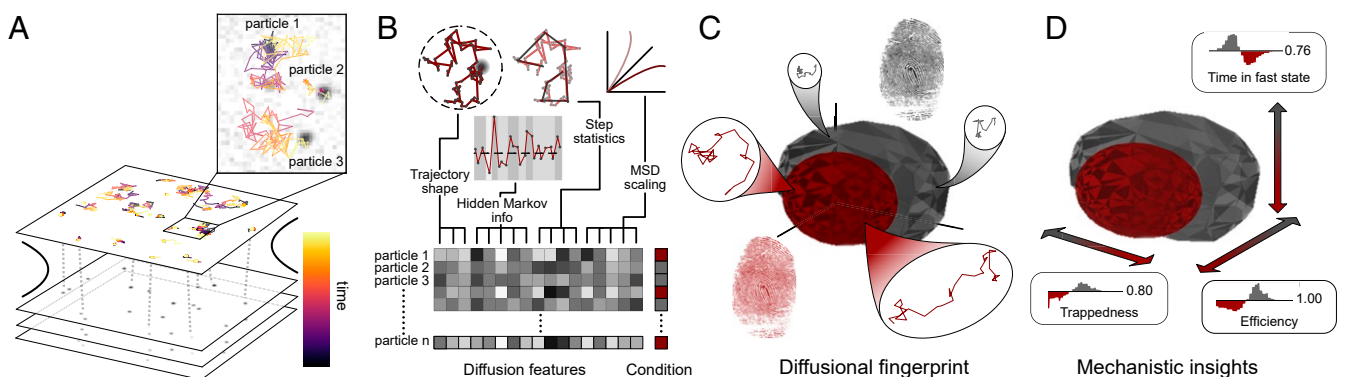 A
particle 1
particle 2
particle 3
time
B
Trajectory
shape
Hidden Markov
info
Step
statistics
MSD
scaling
particle 1
particle 2
particle 3
particle n
Diffusion features
Condition
C
Diffusional fingerprint
D
0.76
Time in fast state
0.80
Trappedness
1.00
Efficiency
Mechanistic insights